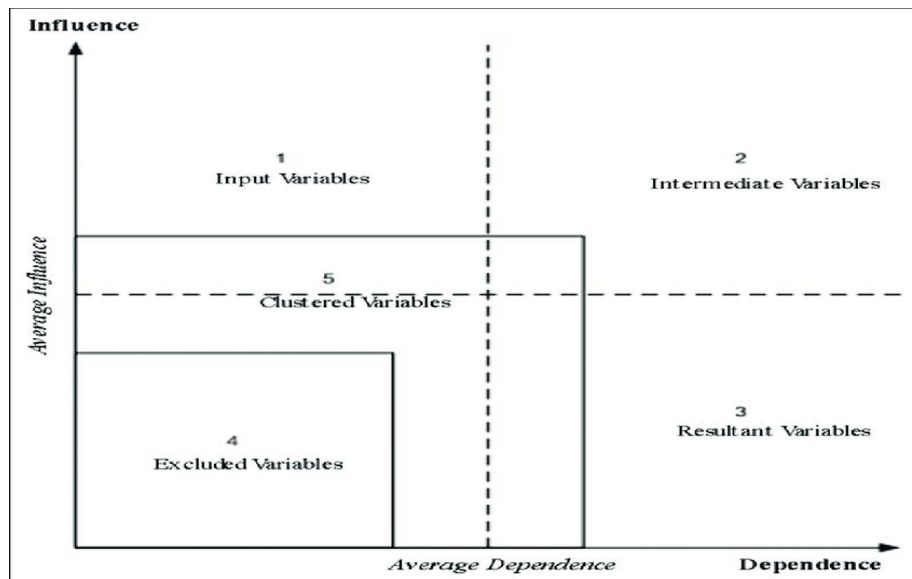 Influence
1
Input Variables
2
Intermediate Variables
Average Influence
5
Clustered Variables
3
Resultant Variables
4
Excluded Variables
Average Dependence
Dependence